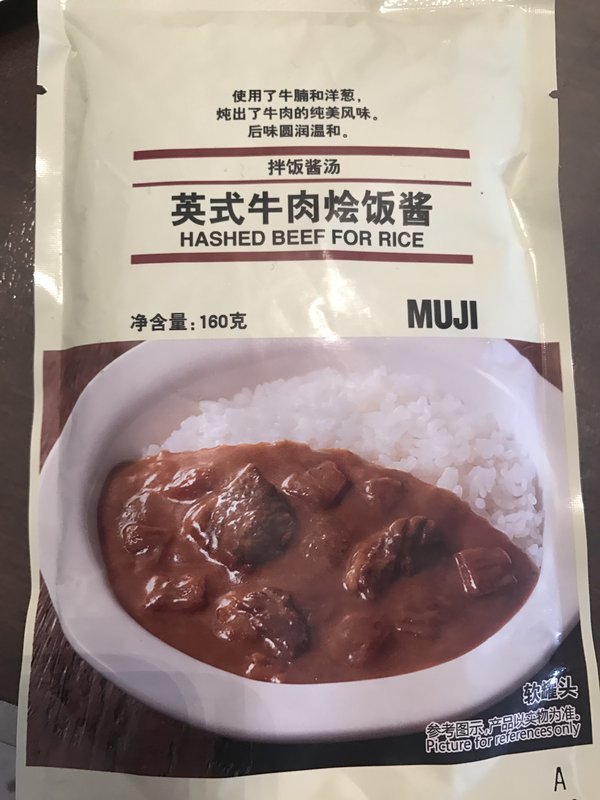 使用了牛腩和洋葱，
炖出了牛肉的纯美风味。
后味圆润温和。
拌饭酱汤
英式牛肉烩饭酱
HASHED BEEF FOR RICE
净含量：160克
MUJI
软罐头
参考图示，产品以实物为准。
Picture for references only
A